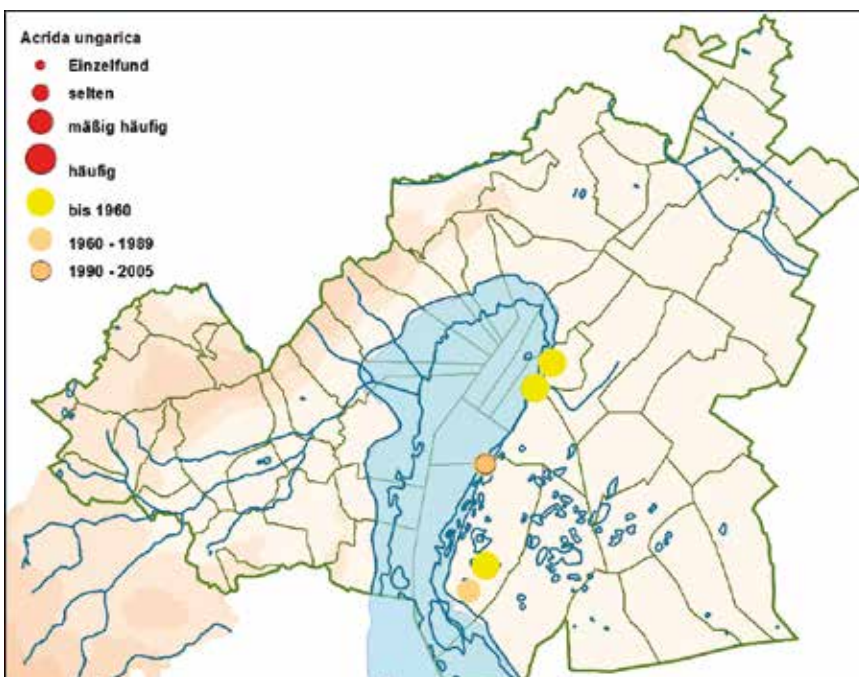 Acrida ungarica
Einzelfund
selten
mäßig häufig
häufig
bis 1960
1960 - 1989
1990 - 2005